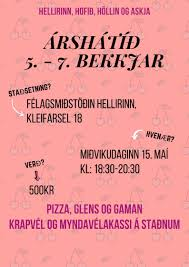 HELLIRINN, HOFIÐ, HÖLLIN OG ASKJA
ÁRSHÁTÍÐ
5. - 7. BEKKJAR
STAÐSETNING?
FÉLAGSMIÐSTÖÐIN HELLIRINN,
KLEIFARSEL 18
HVENÆR?
MIÐVIKUDAGINN 15. MAÍ
KL: 18:30-20:30
VERÐ?
500KR
PIZZA, GLENS OG GAMAN
KRAPVÉL OG MYNDAVÉLAKASSI Á STAÐNUM